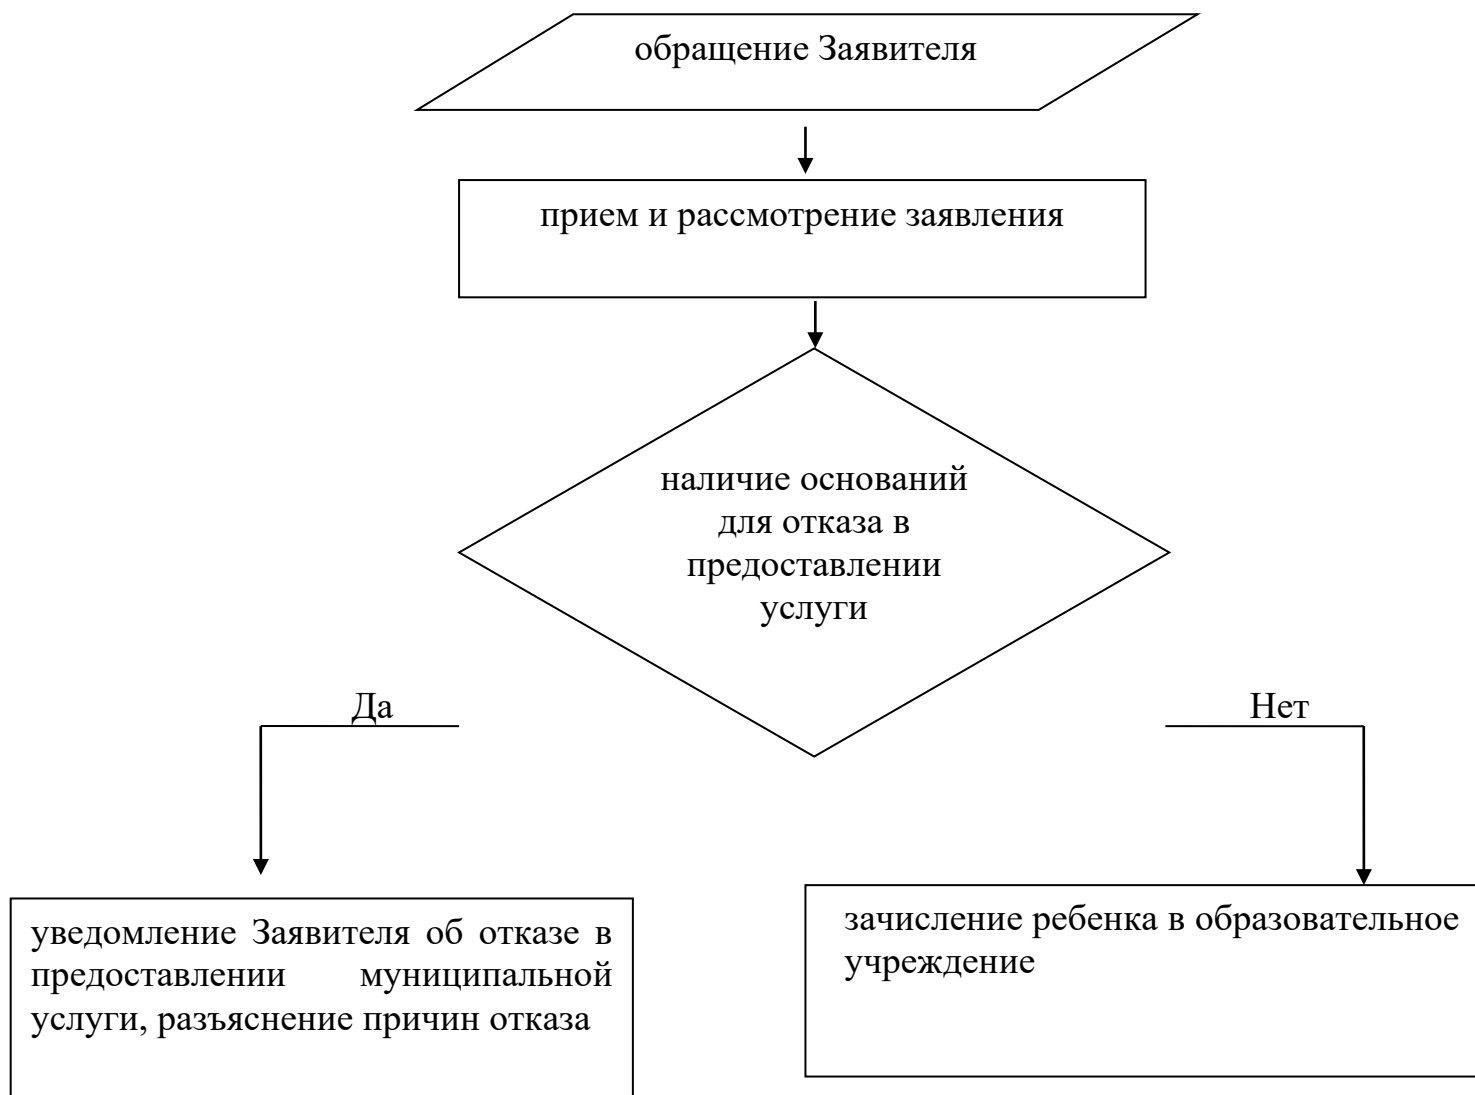 обращение Заявителя
прием и рассмотрение заявления
наличие оснований
для отказа в
предоставлении
услуги
Да
Нет
уведомление Заявителя об отказе в
предоставлении муниципальной
услуги, разъяснение причин отказа
зачисление ребенка в образовательное
учреждение